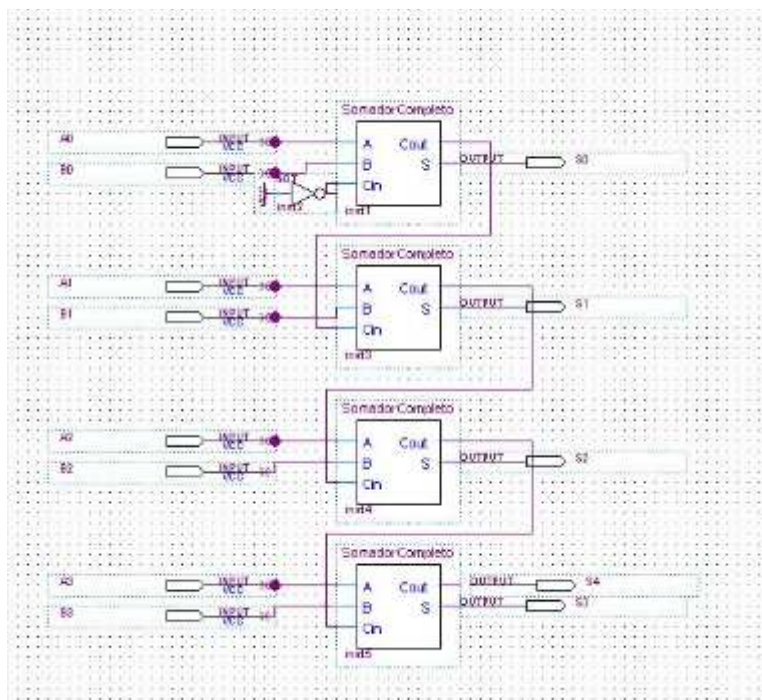 SomadorCompleto
A0 INPUT VCC A Cout
B0 INPUT VCC B S OUTPUT S0
NOT Cin
inst2 inst1
SomadorCompleto
A1 INPUT VCC A Cout
B1 INPUT VCC B S OUTPUT S1
Cin
inst3
SomadorCompleto
A2 INPUT VCC A Cout
B2 INPUT VCC B S OUTPUT S2
Cin
inst4
SomadorCompleto
A3 INPUT VCC A Cout OUTPUT S4
B3 INPUT VCC B S OUTPUT S3
Cin
inst5